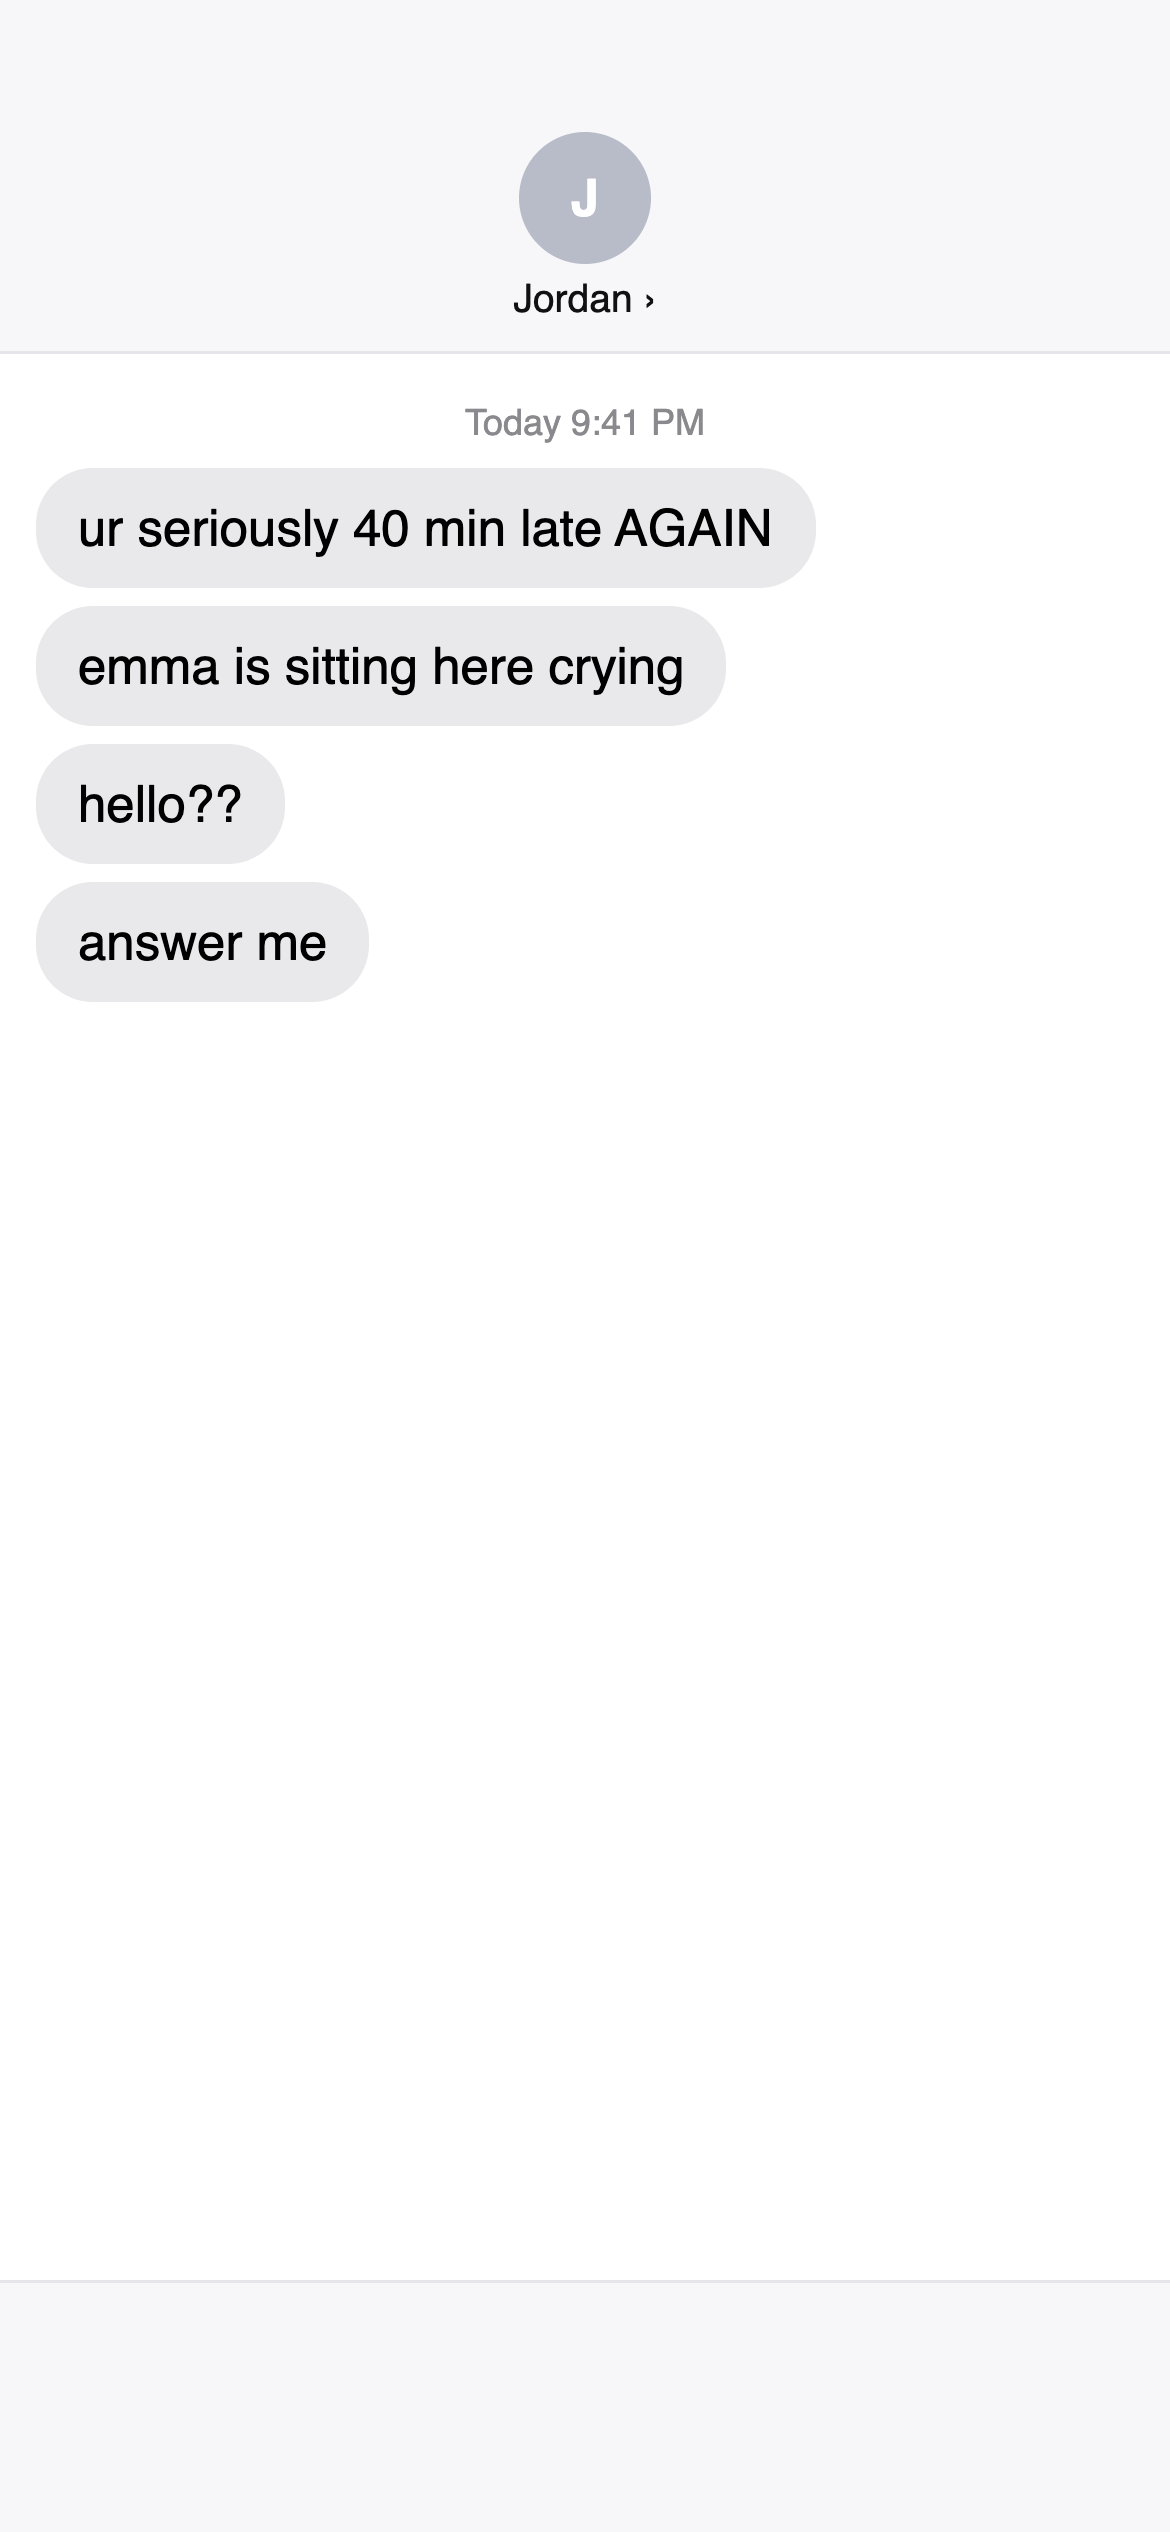 J
Jordan ›
Today 9:41 PM
ur seriously 40 min late AGAIN
emma is sitting here crying
hello??
answer me